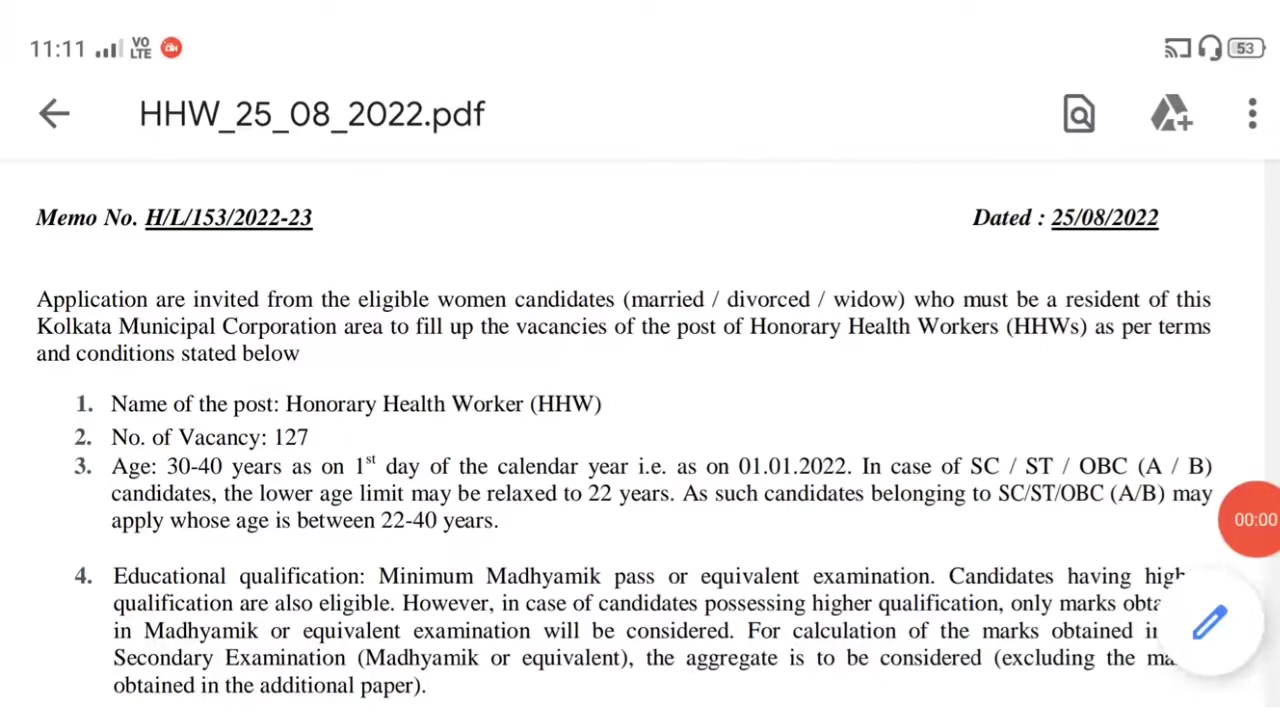 11:11 VO LTE 53
HHW_25_08_2022.pdf
Memo No. H/L/153/2022-23 Dated : 25/08/2022
Application are invited from the eligible women candidates (married / divorced / widow) who must be a resident of this
Kolkata Municipal Corporation area to fill up the vacancies of the post of Honorary Health Workers (HHWs) as per terms
and conditions stated below
1. Name of the post: Honorary Health Worker (HHW)
2. No. of Vacancy: 127
3. Age: 30-40 years as on 1st day of the calendar year i.e. as on 01.01.2022. In case of SC / ST / OBC (A / B)
candidates, the lower age limit may be relaxed to 22 years. As such candidates belonging to SC/ST/OBC (A/B) may
apply whose age is between 22-40 years.
00:00
4. Educational qualification: Minimum Madhyamik pass or equivalent examination. Candidates having
qualification are also eligible. However, in case of candidates possessing higher qualification, only marks
in Madhyamik or equivalent examination will be considered. For calculation of the marks obtained
Secondary Examination (Madhyamik or equivalent), the aggregate is to be considered (excluding the
obtained in the additional paper).